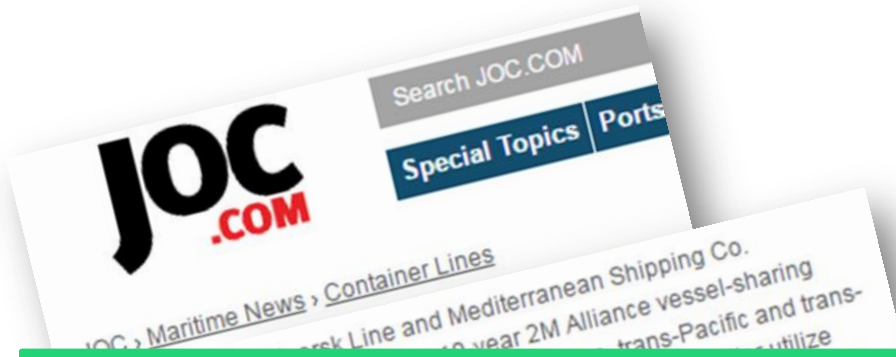 Search JOC.COM
JOC
.COM
Special Topics Ports
JOC › Maritime News › Container Lines
Line and Mediterranean Shipping Co.
year 2M Alliance vessel-sharing
trans-Pacific and trans-
utilize